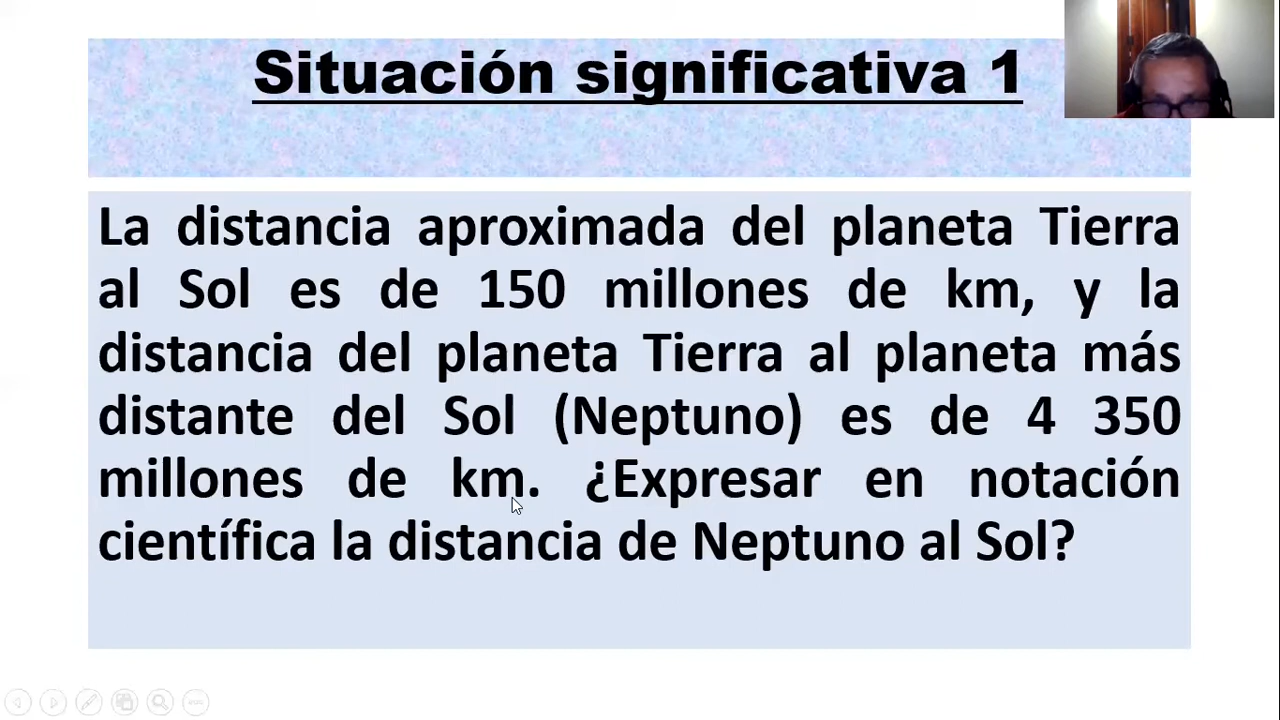 Situación significativa 1
La distancia aproximada del planeta Tierra
al Sol es de 150 millones de km, y la
distancia del planeta Tierra al planeta más
distante del Sol (Neptuno) es de 4 350
millones de km. ¿Expresar en notación
científica la distancia de Neptuno al Sol?